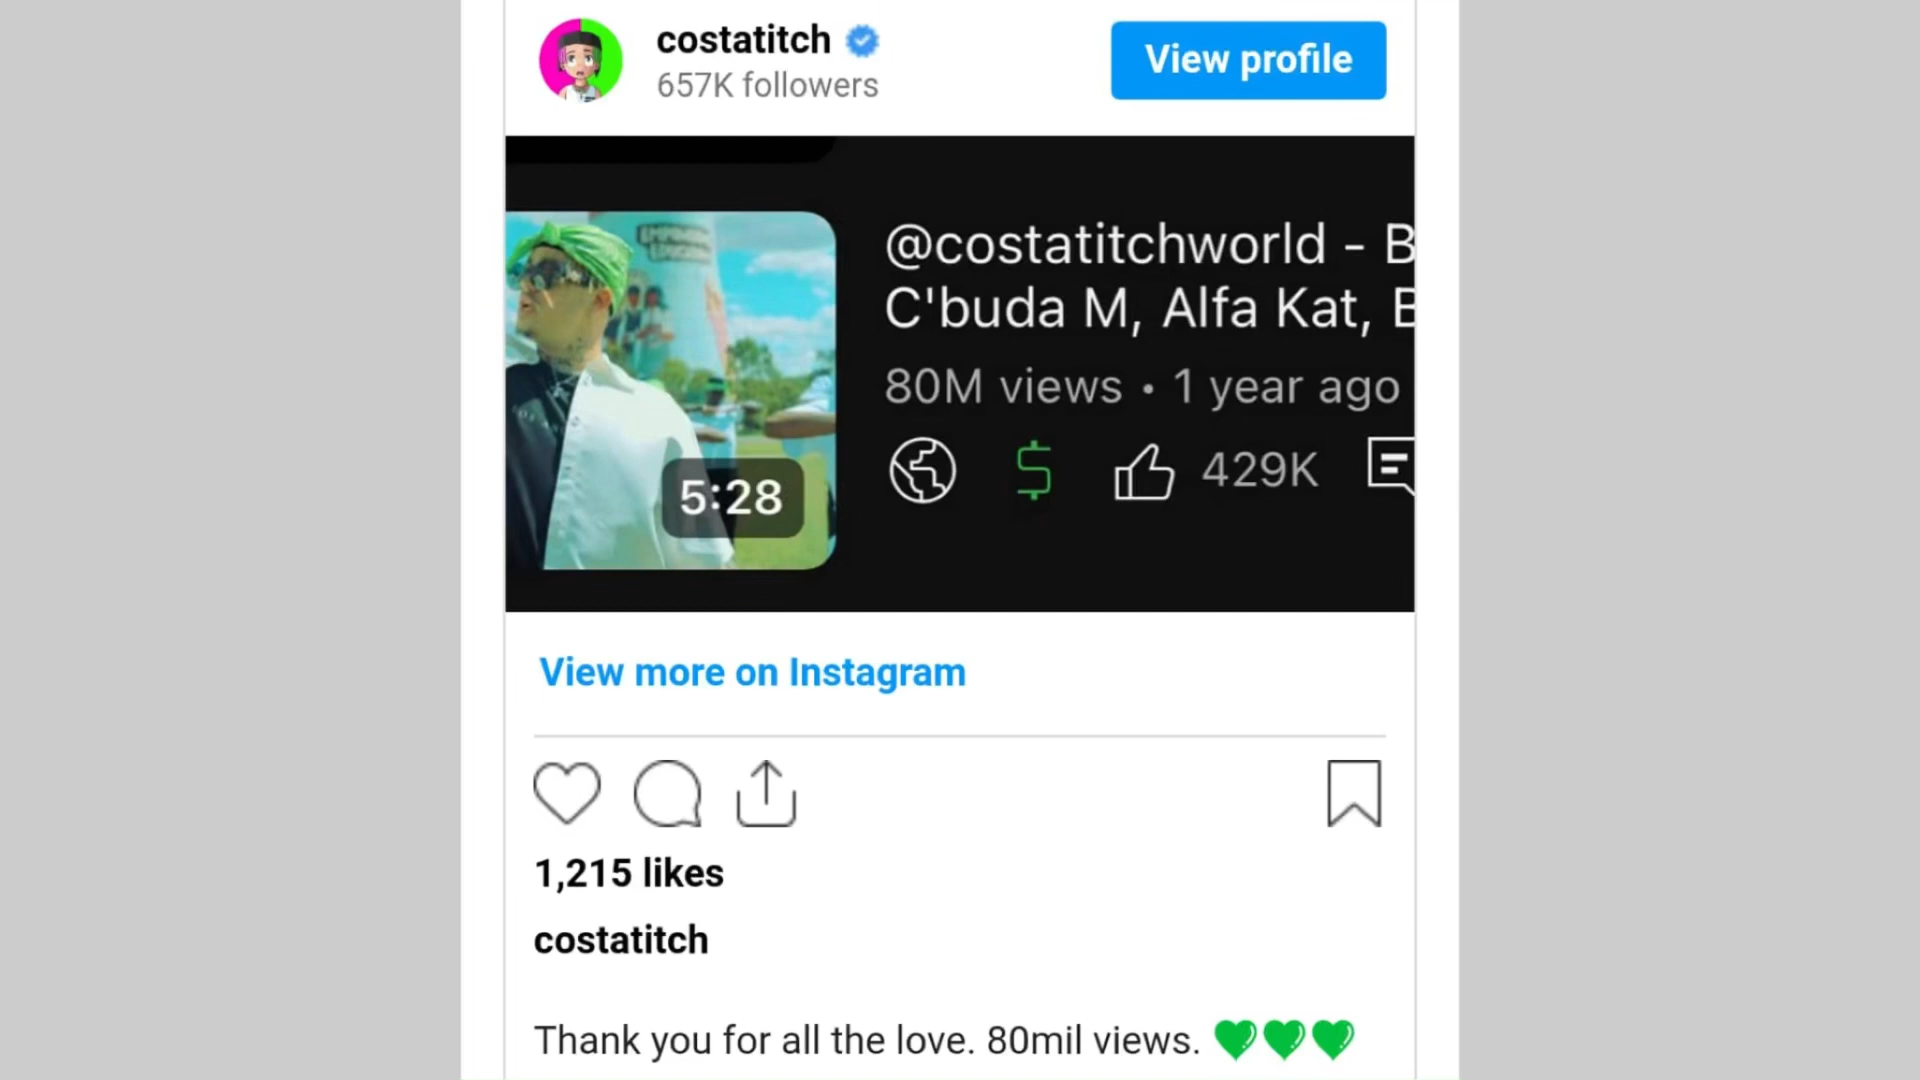 costatitch
657K followers
View profile
@costatitchworld - B
C'buda M, Alfa Kat, B
80M views • 1 year ago
5:28
429K
View more on Instagram
1,215 likes
costatitch
Thank you for all the love. 80mil views. 💚💚💚